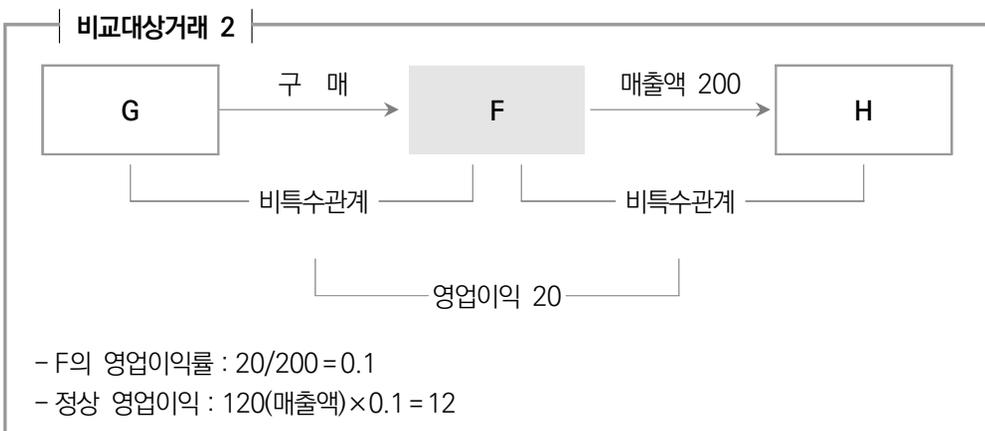 비교대상거래 2
구 매
매출액 200
G
F
H
비특수관계
비특수관계
영업이익 20
– F의 영업이익률 : 20/200=0.1
– 정상 영업이익 : 120(매출액)×0.1=12